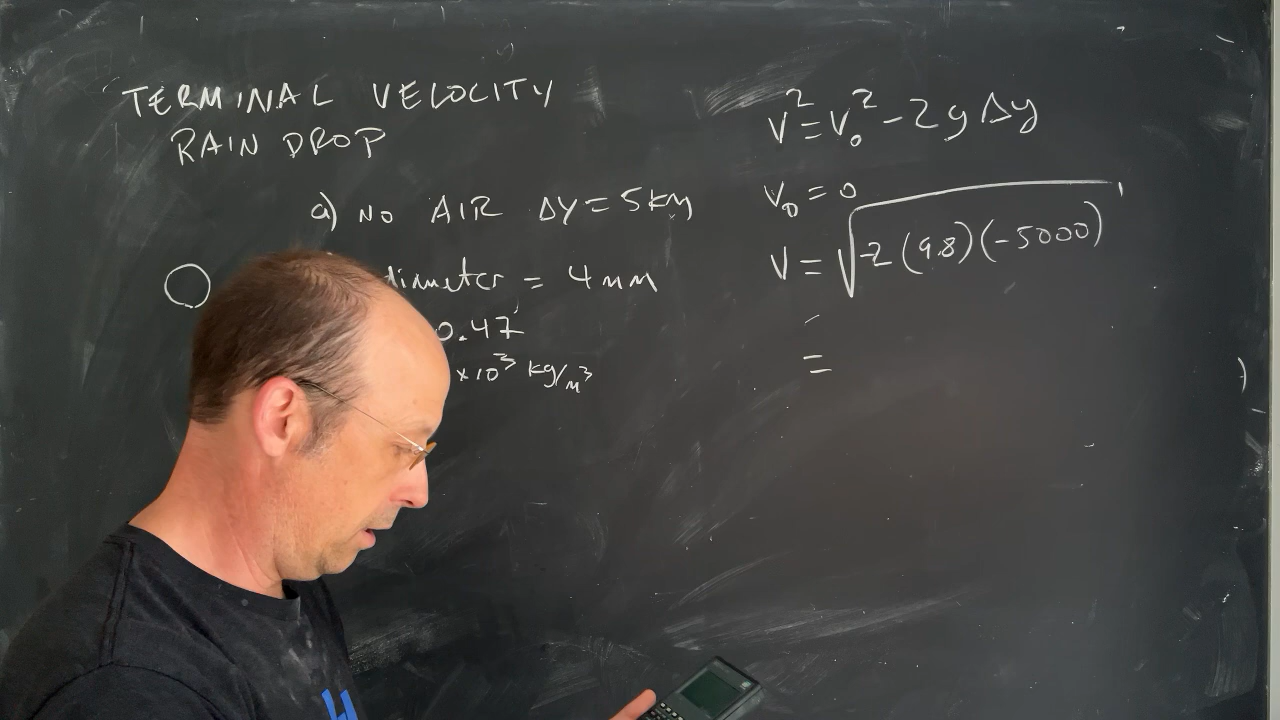 TERMINAL VELOCITY
RAIN DROP
a) NO AIR Δy = 5km
diameter = 4mm
0.47
×10³ kg/m³
v² = v₀² - 2gΔy
v₀ = 0
v = √-2(9.8)(-5000)
=